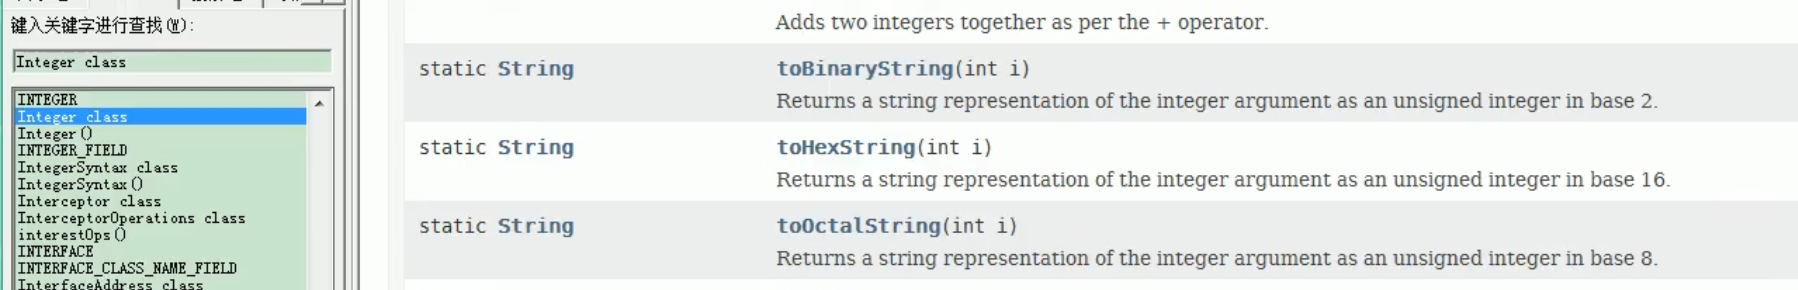 键入关键字进行查找(W):
Integer class
INTEGER
Integer class
Integer()
INTEGER_FIELD
IntegerSyntax class
IntegerSyntax()
Interceptor class
InterceptorOperations class
interestOps()
INTERFACE
INTERFACE_CLASS_NAME_FIELD
InterfaceAddress class
Adds two integers together as per the + operator.
static String toBinaryString(int i)
Returns a string representation of the integer argument as an unsigned integer in base 2.
static String toHexString(int i)
Returns a string representation of the integer argument as an unsigned integer in base 16.
static String toOctalString(int i)
Returns a string representation of the integer argument as an unsigned integer in base 8.